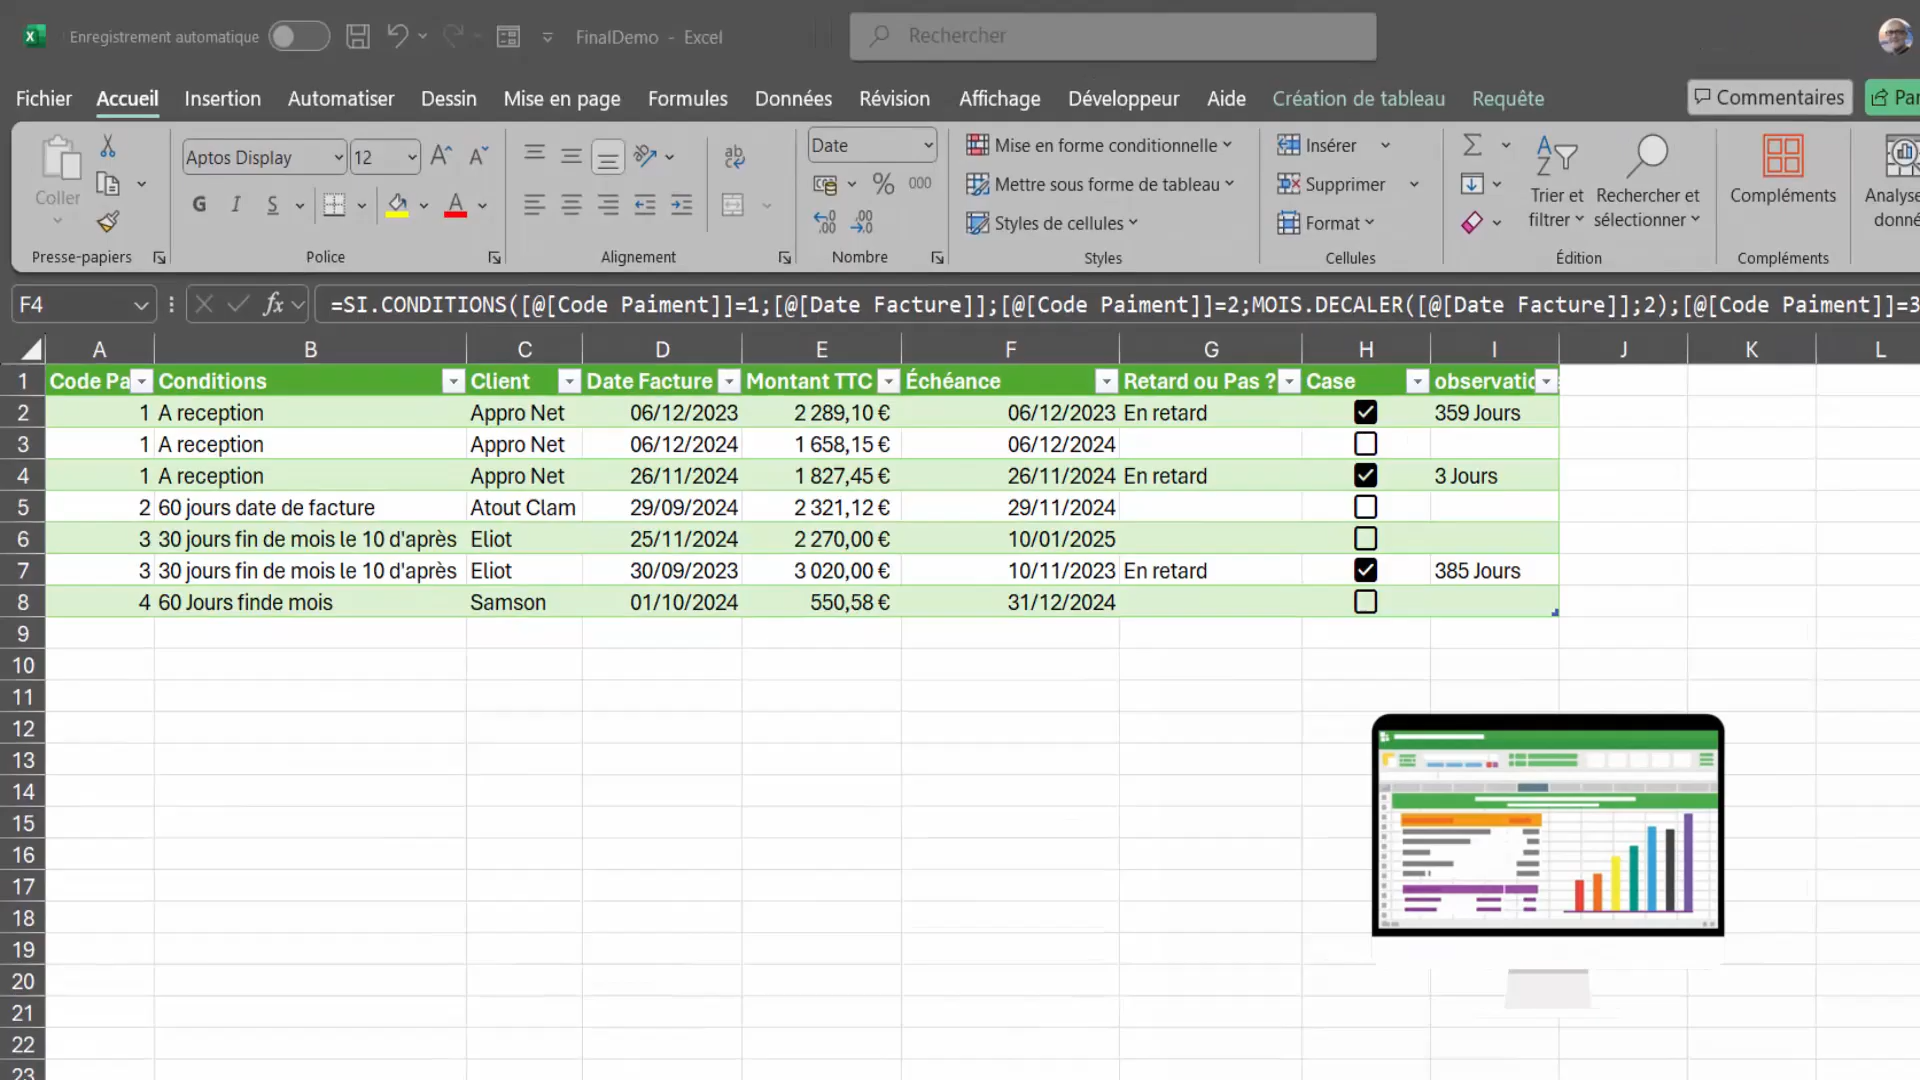 Enregistrement automatique FinalDemo - Excel Rechercher
Fichier Accueil Insertion Automatiser Dessin Mise en page Formules Données Révision Affichage Développeur Aide Création de tableau Requête Commentaires
Coller Aptos Display 12 Date Mise en forme conditionnelle Insérer
Mettre sous forme de tableau Supprimer Trier et filtrer Rechercher et sélectionner Compléments
G I S % 000 Styles de cellules Format
Presse-papiers Police Alignement Nombre Styles Cellules Édition Compléments
F4 fx =SI.CONDITIONS([@[Code Paiment]]=1;[@[Date Facture]];[@[Code Paiment]]=2;MOIS.DECALER([@[Date Facture]];2);[@[Code Paiment]]=3
A B C D E F G H I J K L
1 Code Pa Conditions Client Date Facture Montant TTC Échéance Retard ou Pas ? Case observatio
2 1 A reception Appro Net 06/12/2023 2 289,10 € 06/12/2023 En retard 359 Jours
3 1 A reception Appro Net 06/12/2024 1 658,15 € 06/12/2024
4 1 A reception Appro Net 26/11/2024 1 827,45 € 26/11/2024 En retard 3 Jours
5 2 60 jours date de facture Atout Clam 29/09/2024 2 321,12 € 29/11/2024
6 3 30 jours fin de mois le 10 d'après Eliot 25/11/2024 2 270,00 € 10/01/2025
7 3 30 jours fin de mois le 10 d'après Eliot 30/09/2023 3 020,00 € 10/11/2023 En retard 385 Jours
8 4 60 Jours finde mois Samson 01/10/2024 550,58 € 31/12/2024
9
10
11
12
13
14
15
16
17
18
19
20
21
22
23